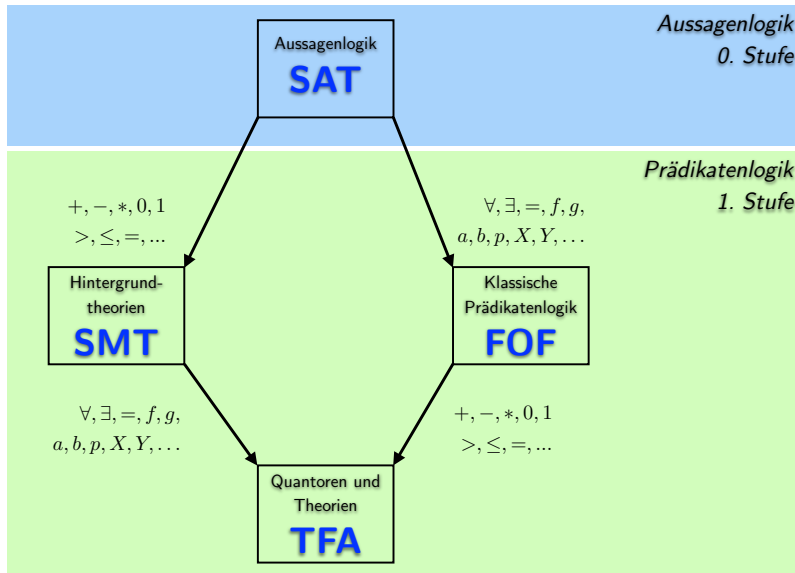 Aussagenlogik
0. Stufe
Aussagenlogik
SAT
Prädikatenlogik
1. Stufe
+, −, ∗, 0, 1
>, ≤, =, ...
∀, ∃, =, f, g,
a, b, p, X, Y, . . .
Hintergrund-
theorien
SMT
Klassische
Prädikatenlogik
FOF
∀, ∃, =, f, g,
a, b, p, X, Y, . . .
+, −, ∗, 0, 1
>, ≤, =, ...
Quantoren und
Theorien
TFA